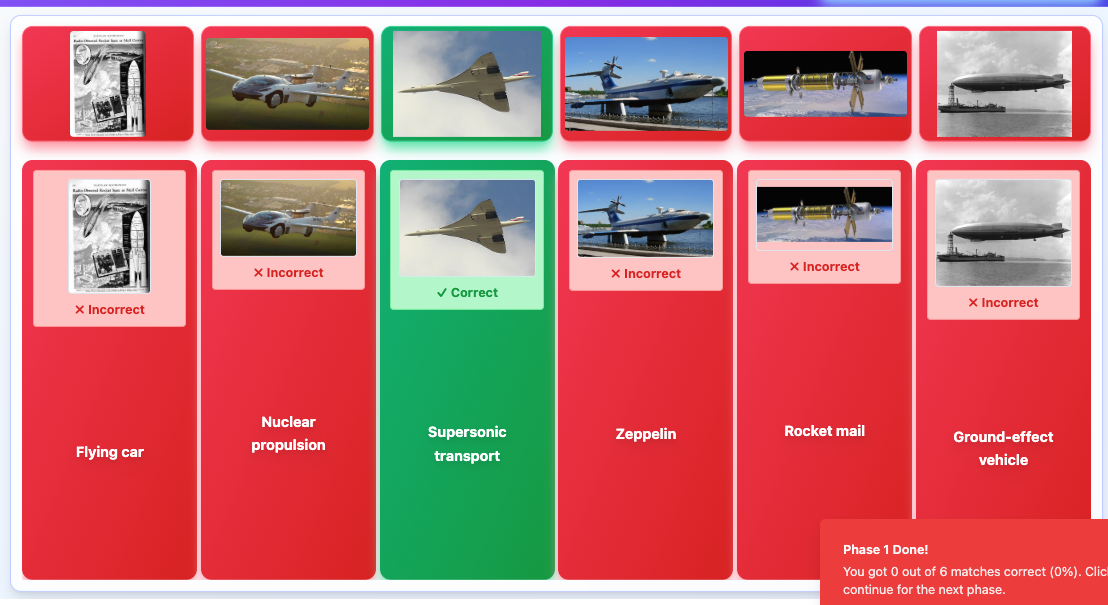 ✕ Incorrect
✕ Incorrect
✓ Correct
✕ Incorrect
✕ Incorrect
✕ Incorrect
Flying car
Nuclear
propulsion
Supersonic
transport
Zeppelin
Rocket mail
Ground-effect
vehicle
Phase 1 Done!
You got 0 out of 6 matches correct (0%). Clic
continue for the next phase.